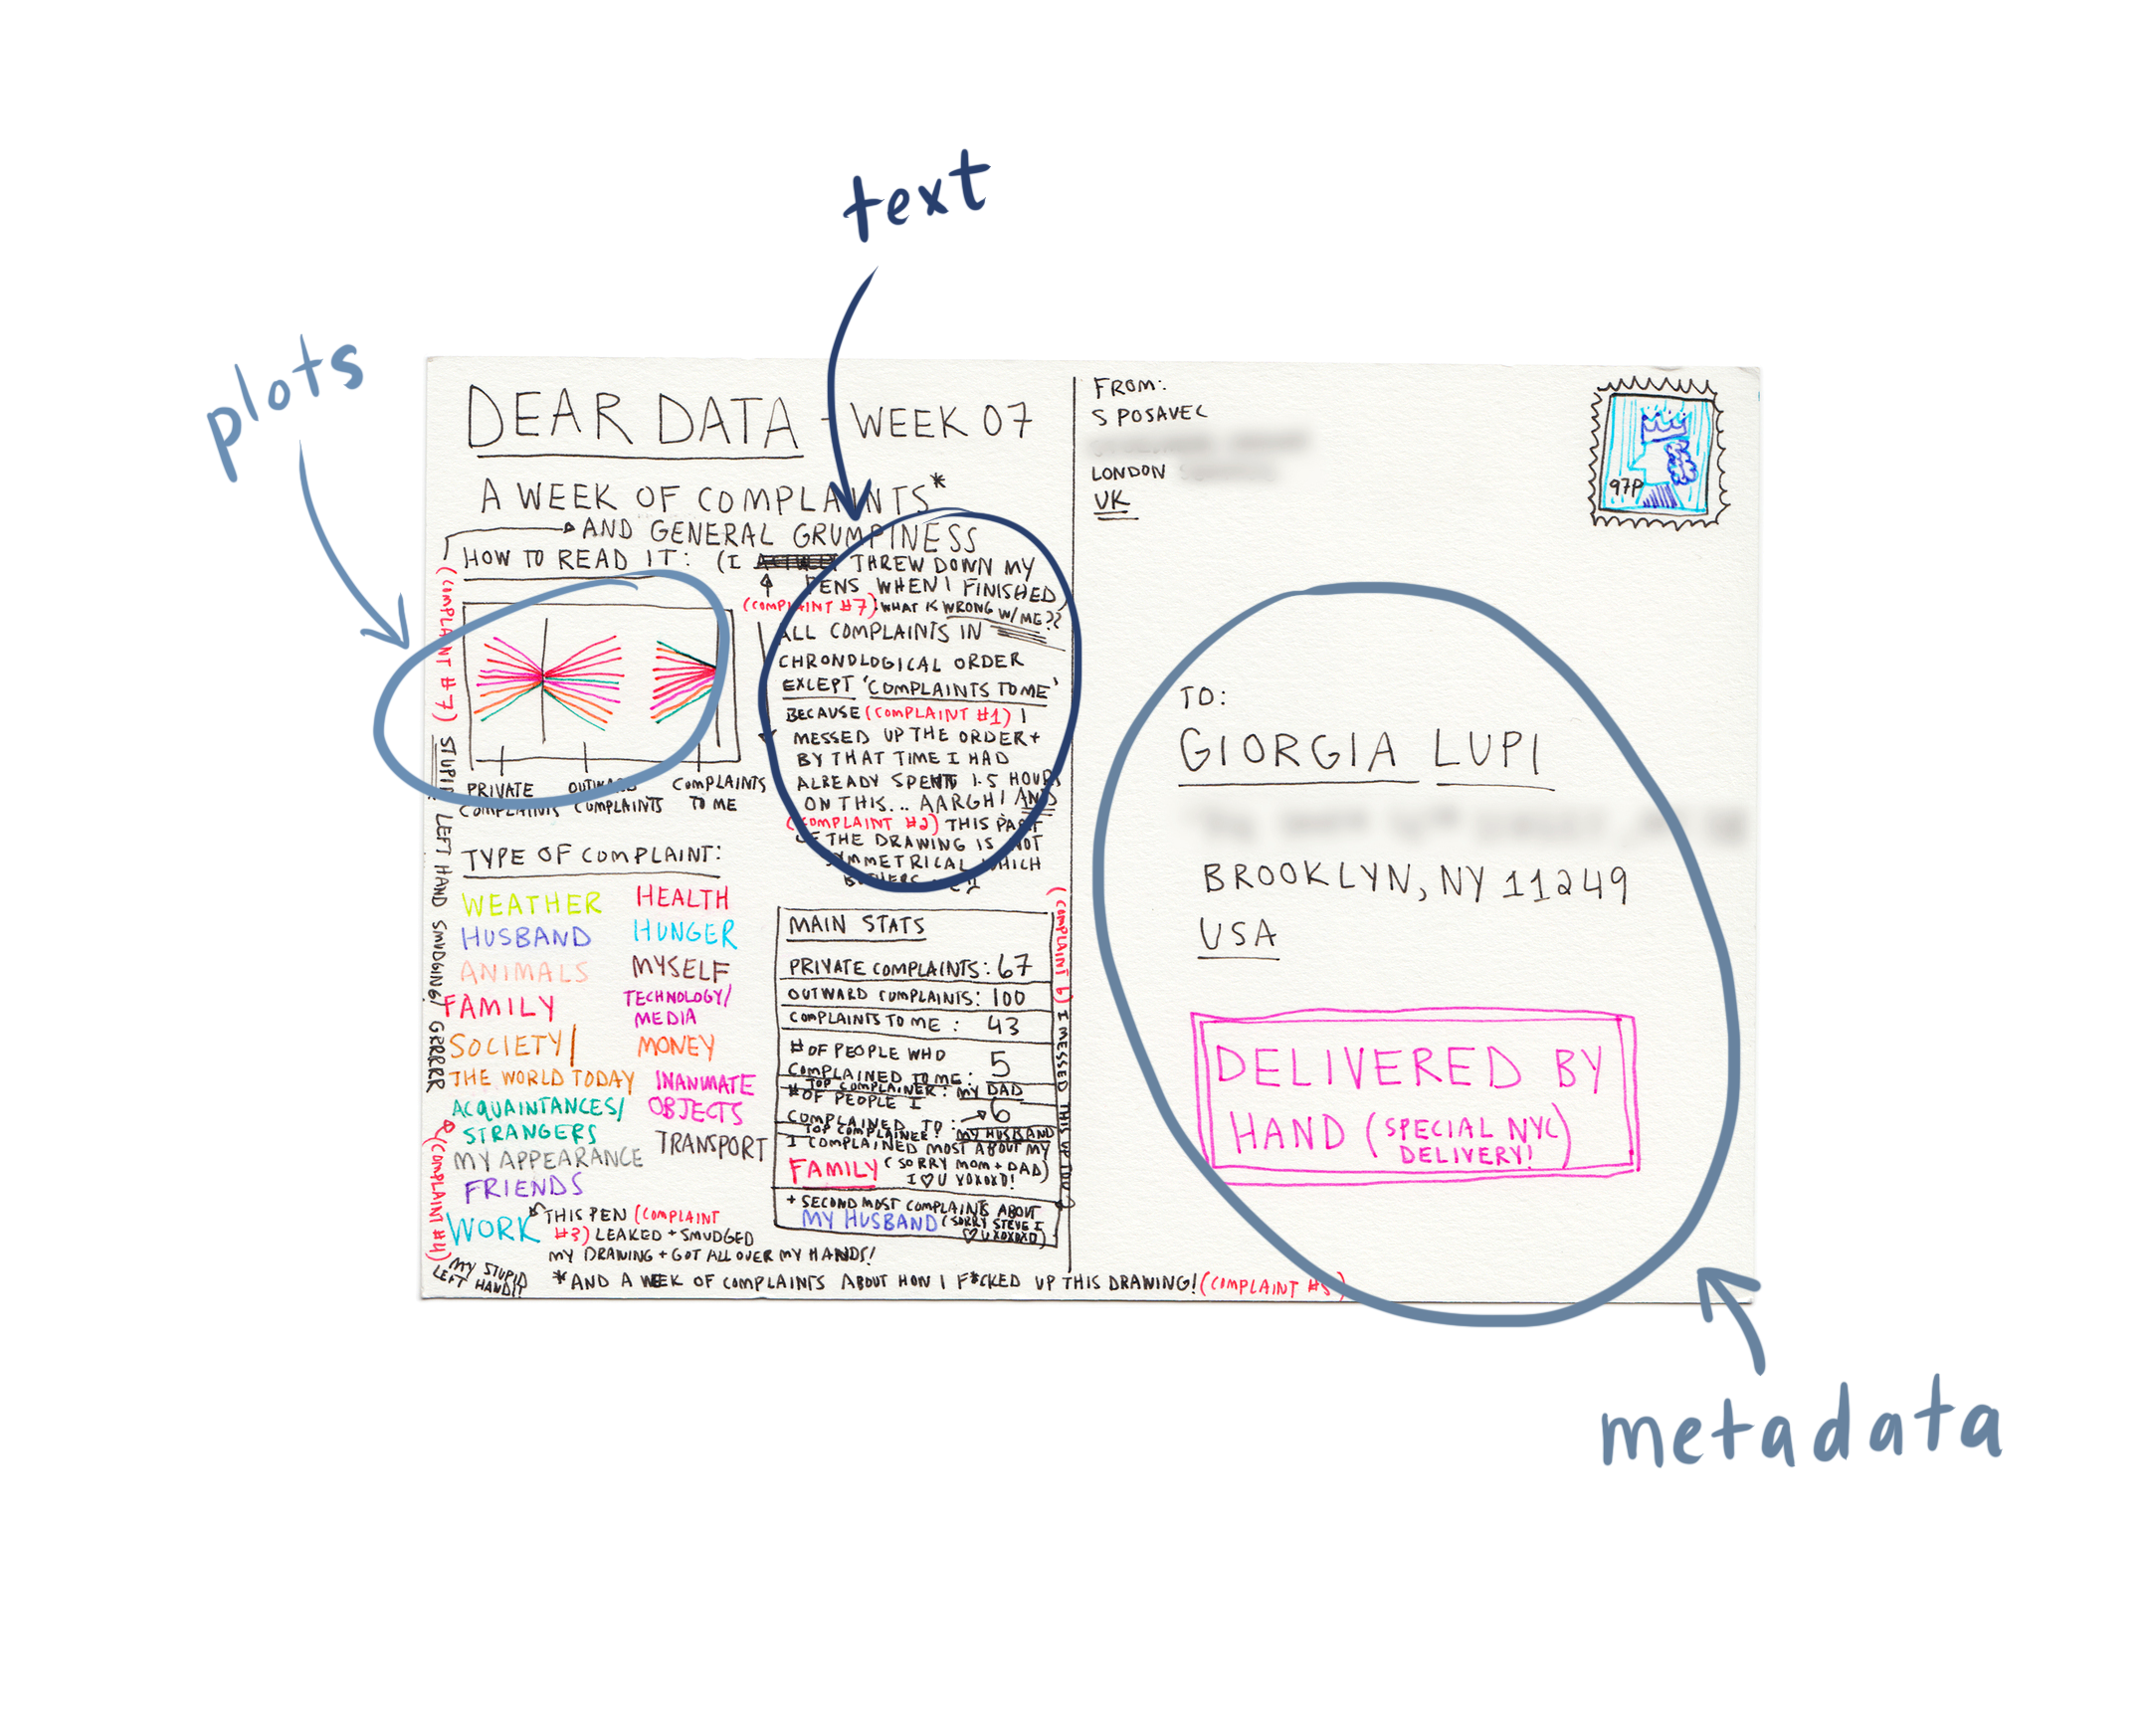 text
plots
DEAR DATA - WEEK 07
A WEEK OF COMPLAINTS*
AND GENERAL GRUMPINESS
HOW TO READ IT:
(I THREW DOWN MY
PENS WHEN I FINISHED)
(COMPLAINT #7) WHAT IS WRONG W/ME??
ALL COMPLAINTS IN
CHRONOLOGICAL ORDER
EXCEPT 'COMPLAINTS TO ME'
BECAUSE (COMPLAINT #1) I
MESSED UP THE ORDER +
BY THAT TIME I HAD
ALREADY SPENT 1.5 HOURS
ON THIS... AARGH! AND
(COMPLAINT #2) THIS PART
OF THE DRAWING IS NOT
SYMMETRICAL WHICH
BOTHERS
PRIVATE
COMPLAINTS
OUTWARD
COMPLAINTS
COMPLAINTS
TO ME
(COMPLAINT #7) STUPID LEFT HAND SMUDGING! GRRRRR
TYPE OF COMPLAINT:
WEATHER
HUSBAND
ANIMALS
FAMILY
SOCIETY/
THE WORLD TODAY
ACQUAINTANCES/
STRANGERS
MY APPEARANCE
FRIENDS
WORK
HEALTH
HUNGER
MYSELF
TECHNOLOGY/
MEDIA
MONEY
INANIMATE
OBJECTS
TRANSPORT
THIS PEN (COMPLAINT
#3) LEAKED + SMUDGED
MY DRAWING + GOT ALL OVER MY HANDS!
(COMPLAINT #4)
MY STUPID
LEFT HAND!!
*AND A WEEK OF COMPLAINTS ABOUT HOW I F*CKED UP THIS DRAWING! (COMPLAINT #5)
MAIN STATS
PRIVATE COMPLAINTS: 67
OUTWARD COMPLAINTS: 100
COMPLAINTS TO ME: 43
# OF PEOPLE WHO
COMPLAINED TO ME: 5
TOP COMPLAINER: MY DAD
# OF PEOPLE I
COMPLAINED TO: 6
TOP COMPLAINEE: MY HUSBAND
I COMPLAINED MOST ABOUT MY
FAMILY (SORRY MOM + DAD)
I ♡ U XOXOXO!
+ SECOND MOST COMPLAINTS ABOUT
MY HUSBAND (SORRY STEVE I
♡ U XOXOXO)
(COMPLAINT 6) I MESSED THIS UP TOO
FROM:
S POSAVEC
LONDON
UK
97P
TO:
GIORGIA LUPI
BROOKLYN, NY 11249
USA
DELIVERED BY
HAND (SPECIAL NYC
DELIVERY!)
metadata